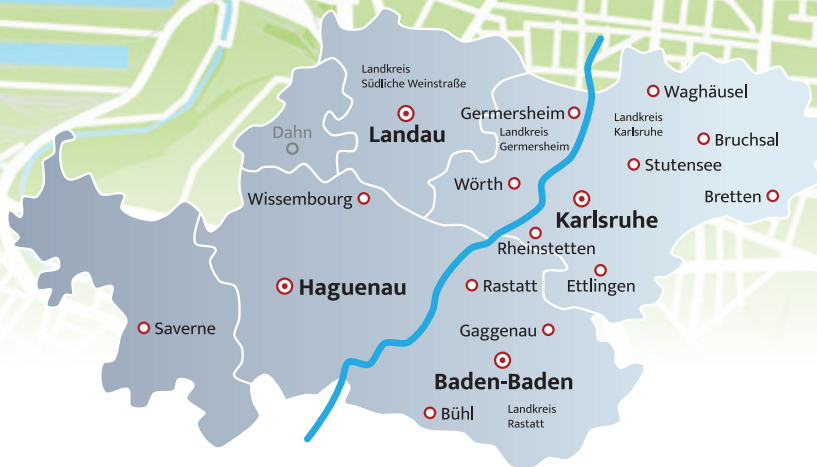 Landkreis
Südliche Weinstraße
Waghäusel
Germersheim
Landkreis
Karlsruhe
Dahn
Landau
Landkreis
Germersheim
Bruchsal
Stutensee
Wörth
Wissembourg
Bretten
Karlsruhe
Rheinstetten
Haguenau
Rastatt
Ettlingen
Saverne
Gaggenau
Baden-Baden
Bühl
Landkreis
Rastatt